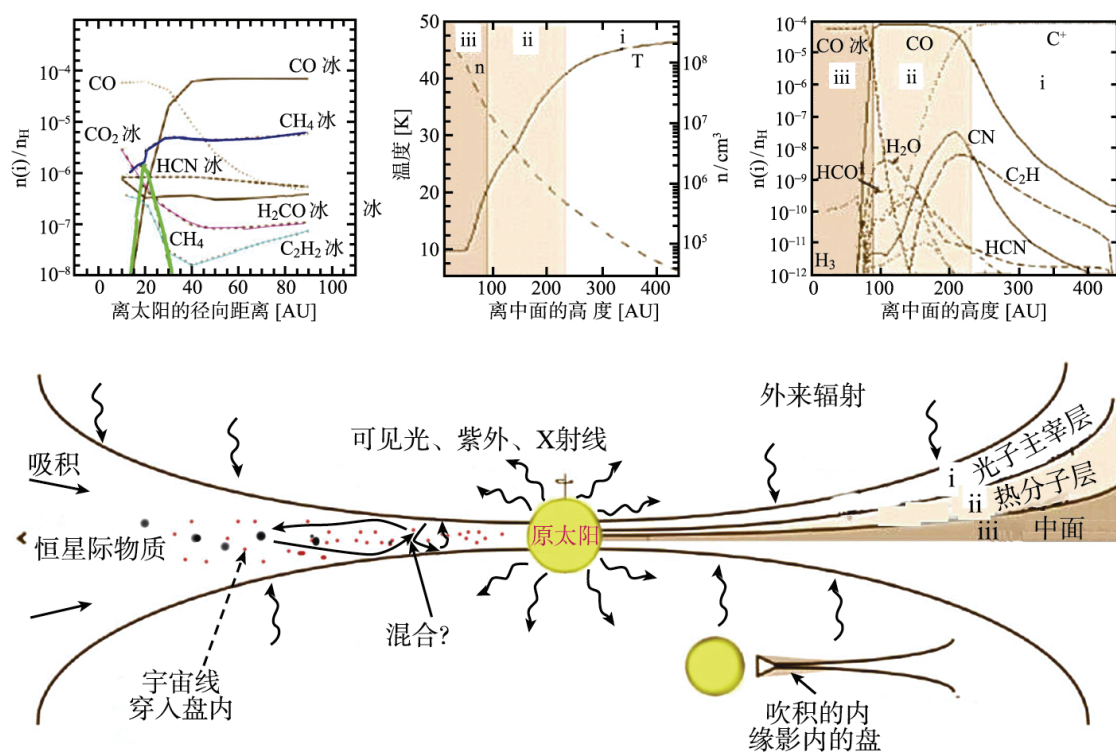 n(i)/nH
10-4
10-5
10-6
10-7
10-8
CO
CO 冰
CH4 冰
CO2 冰
HCN 冰
H2CO 冰
冰
CH4
C2H2 冰
0
20
40
60
80
100
离太阳的径向距离 [AU]
温度 [K]
50
40
30
20
10
iii
ii
i
n
T
108
107
106
105
n/cm3
100
200
300
400
离中面的高 度 [AU]
n(i)/nH
10-4
10-5
10-6
10-7
10-8
10-9
10-10
10-11
10-12
CO 冰
CO
C+
iii
ii
i
H2O
CN
HCO
C2H
HCN
H3
0
100
200
300
400
离中面的高度 [AU]
外来辐射
可见光、紫外、X射线
吸积
i 光子主宰层
ii 热分子层
iii 中面
恒星际物质
原太阳
混合?
宇宙线
穿入盘内
吹积的内
缘影内的盘